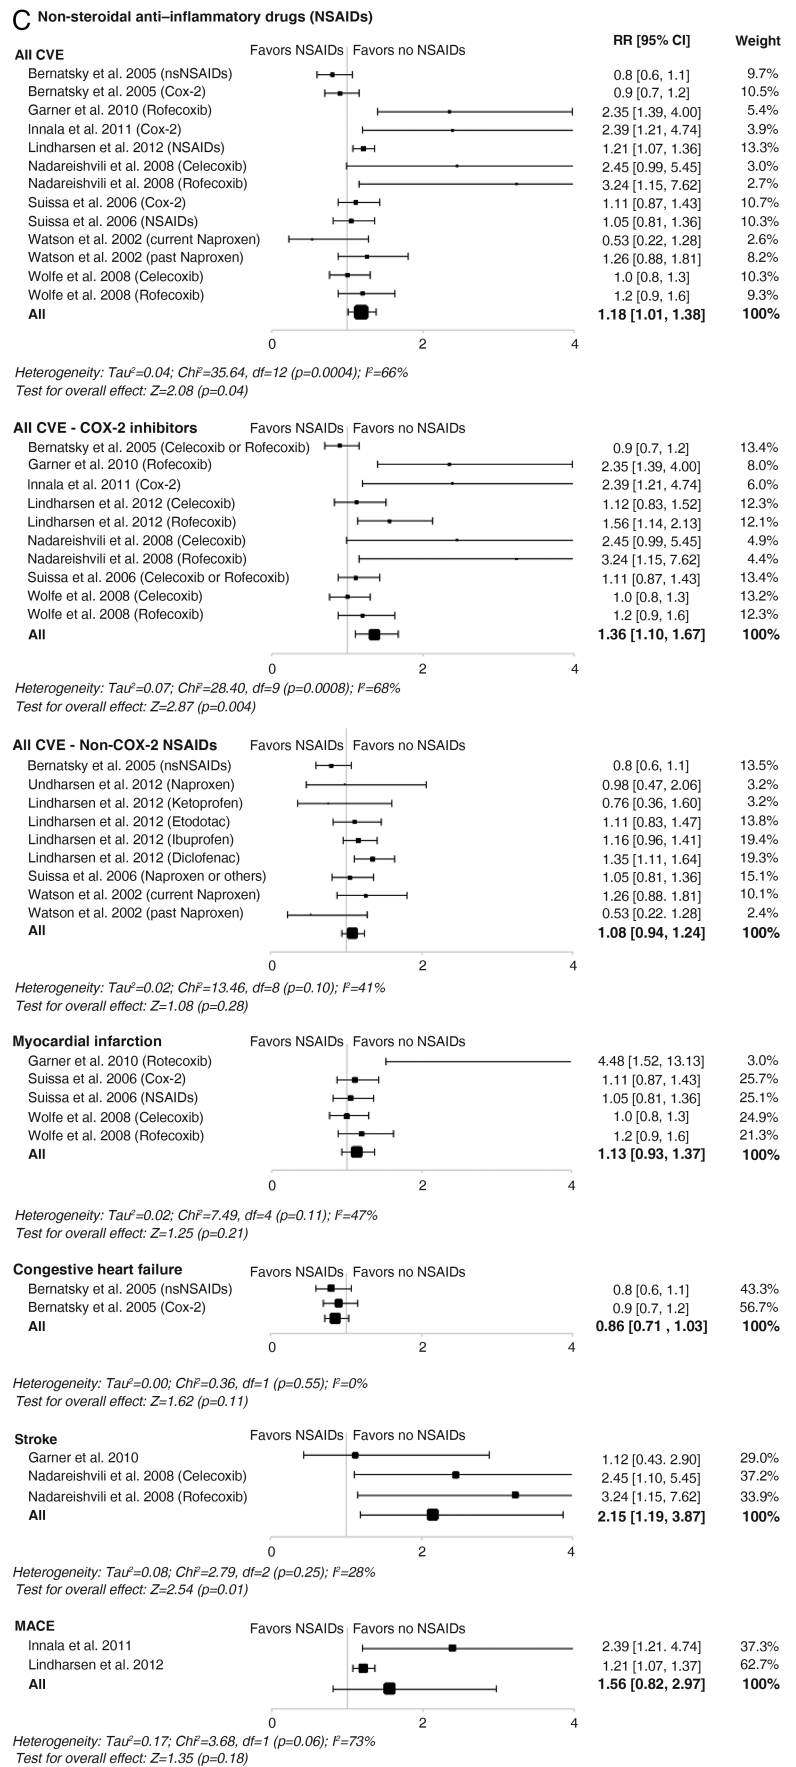 C Non-steroidal anti–inflammatory drugs (NSAIDs)
RR [95% CI] Weight
All CVE Favors NSAIDs Favors no NSAIDs
Bernatsky et al. 2005 (nsNSAIDs) 0.8 [0.6, 1.1] 9.7%
Bernatsky et al. 2005 (Cox-2) 0.9 [0.7, 1.2] 10.5%
Garner et al. 2010 (Rofecoxib) 2.35 [1.39, 4.00] 5.4%
Innala et al. 2011 (Cox-2) 2.39 [1.21, 4.74] 3.9%
Lindharsen et al. 2012 (NSAIDs) 1.21 [1.07, 1.36] 13.3%
Nadareishvili et al. 2008 (Celecoxib) 2.45 [0.99, 5.45] 3.0%
Nadareishvili et al. 2008 (Rofecoxib) 3.24 [1.15, 7.62] 2.7%
Suissa et al. 2006 (Cox-2) 1.11 [0.87, 1.43] 10.7%
Suissa et al. 2006 (NSAIDs) 1.05 [0.81, 1.36] 10.3%
Watson et al. 2002 (current Naproxen) 0.53 [0.22, 1.28] 2.6%
Watson et al. 2002 (past Naproxen) 1.26 [0.88, 1.81] 8.2%
Wolfe et al. 2008 (Celecoxib) 1.0 [0.8, 1.3] 10.3%
Wolfe et al. 2008 (Rofecoxib) 1.2 [0.9, 1.6] 9.3%
All 1.18 [1.01, 1.38] 100%
0 2 4
Heterogeneity: Tau²=0.04; Chi²=35.64, df=12 (p=0.0004); I²=66%
Test for overall effect: Z=2.08 (p=0.04)
All CVE - COX-2 inhibitors Favors NSAIDs Favors no NSAIDs
Bernatsky et al. 2005 (Celecoxib or Rofecoxib) 0.9 [0.7, 1.2] 13.4%
Garner et al. 2010 (Rofecoxib) 2.35 [1.39, 4.00] 8.0%
Innala et al. 2011 (Cox-2) 2.39 [1.21, 4.74] 6.0%
Lindharsen et al. 2012 (Celecoxib) 1.12 [0.83, 1.52] 12.3%
Lindharsen et al. 2012 (Rofecoxib) 1.56 [1.14, 2.13] 12.1%
Nadareishvili et al. 2008 (Celecoxib) 2.45 [0.99, 5.45] 4.9%
Nadareishvili et al. 2008 (Rofecoxib) 3.24 [1.15, 7.62] 4.4%
Suissa et al. 2006 (Celecoxib or Rofecoxib) 1.11 [0.87, 1.43] 13.4%
Wolfe et al. 2008 (Celecoxib) 1.0 [0.8, 1.3] 13.2%
Wolfe et al. 2008 (Rofecoxib) 1.2 [0.9, 1.6] 12.3%
All 1.36 [1.10, 1.67] 100%
0 2 4
Heterogeneity: Tau²=0.07; Chi²=28.40, df=9 (p=0.0008); I²=68%
Test for overall effect: Z=2.87 (p=0.004)
All CVE - Non-COX-2 NSAIDs Favors NSAIDs Favors no NSAIDs
Bernatsky et al. 2005 (nsNSAIDs) 0.8 [0.6, 1.1] 13.5%
Undharsen et al. 2012 (Naproxen) 0.98 [0.47, 2.06] 3.2%
Lindharsen et al. 2012 (Ketoprofen) 0.76 [0.36, 1.60] 3.2%
Lindharsen et al. 2012 (Etodotac) 1.11 [0.83, 1.47] 13.8%
Lindharsen et al. 2012 (Ibuprofen) 1.16 [0.96, 1.41] 19.4%
Lindharsen et al. 2012 (Diclofenac) 1.35 [1.11, 1.64] 19.3%
Suissa et al. 2006 (Naproxen or others) 1.05 [0.81, 1.36] 15.1%
Watson et al. 2002 (current Naproxen) 1.26 [0.88. 1.81] 10.1%
Watson et al. 2002 (past Naproxen) 0.53 [0.22. 1.28] 2.4%
All 1.08 [0.94, 1.24] 100%
0 2 4
Heterogeneity: Tau²=0.02; Chi²=13.46, df=8 (p=0.10); I²=41%
Test for overall effect: Z=1.08 (p=0.28)
Myocardial infarction Favors NSAIDs Favors no NSAIDs
Garner et al. 2010 (Rotecoxib) 4.48 [1.52, 13.13] 3.0%
Suissa et al. 2006 (Cox-2) 1.11 [0.87, 1.43] 25.7%
Suissa et al. 2006 (NSAIDs) 1.05 [0.81, 1.36] 25.1%
Wolfe et al. 2008 (Celecoxib) 1.0 [0.8, 1.3] 24.9%
Wolfe et al. 2008 (Rofecoxib) 1.2 [0.9, 1.6] 21.3%
All 1.13 [0.93, 1.37] 100%
0 2 4
Heterogeneity: Tau²=0.02; Chi²=7.49, df=4 (p=0.11); I²=47%
Test for overall effect: Z=1.25 (p=0.21)
Congestive heart failure Favors NSAIDs Favors no NSAIDs
Bernatsky et al. 2005 (nsNSAIDs) 0.8 [0.6, 1.1] 43.3%
Bernatsky et al. 2005 (Cox-2) 0.9 [0.7, 1.2] 56.7%
All 0.86 [0.71 , 1.03] 100%
0 2 4
Heterogeneity: Tau²=0.00; Chi²=0.36, df=1 (p=0.55); I²=0%
Test for overall effect: Z=1.62 (p=0.11)
Stroke Favors NSAIDs Favors no NSAIDs
Garner et al. 2010 1.12 [0.43. 2.90] 29.0%
Nadareishvili et al. 2008 (Celecoxib) 2.45 [1.10, 5.45] 37.2%
Nadareishvili et al. 2008 (Rofecoxib) 3.24 [1.15, 7.62] 33.9%
All 2.15 [1.19, 3.87] 100%
0 2 4
Heterogeneity: Tau²=0.08; Chi²=2.79, df=2 (p=0.25); I²=28%
Test for overall effect: Z=2.54 (p=0.01)
MACE Favors NSAIDs Favors no NSAIDs
Innala et al. 2011 2.39 [1.21. 4.74] 37.3%
Lindharsen et al. 2012 1.21 [1.07, 1.37] 62.7%
All 1.56 [0.82, 2.97] 100%
0 2 4
Heterogeneity: Tau²=0.17; Chi²=3.68, df=1 (p=0.06); I²=73%
Test for overall effect: Z=1.35 (p=0.18)